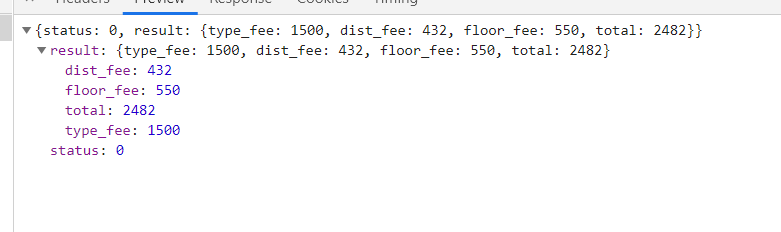 Headers Preview Response Cookies Timing
{status: 0, result: {type_fee: 1500, dist_fee: 432, floor_fee: 550, total: 2482}}
result: {type_fee: 1500, dist_fee: 432, floor_fee: 550, total: 2482}
dist_fee: 432
floor_fee: 550
total: 2482
type_fee: 1500
status: 0